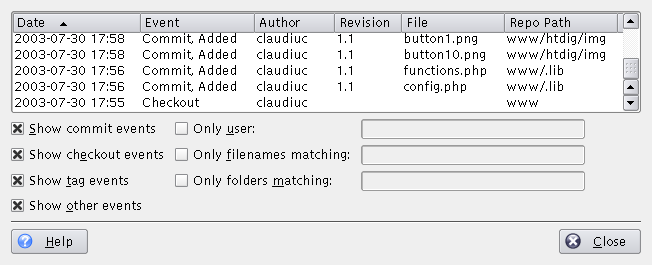 Date Event Author Revision File Repo Path
2003-07-30 17:58 Commit, Added claudiuc 1.1 button1.png www/htdig/img
2003-07-30 17:58 Commit, Added claudiuc 1.1 button10.png www/htdig/img
2003-07-30 17:56 Commit, Added claudiuc 1.1 functions.php www/.lib
2003-07-30 17:56 Commit, Added claudiuc 1.1 config.php www/.lib
2003-07-30 17:55 Checkout claudiuc www
Show commit events Only user:
Show checkout events Only filenames matching:
Show tag events Only folders matching:
Show other events
? Help Close